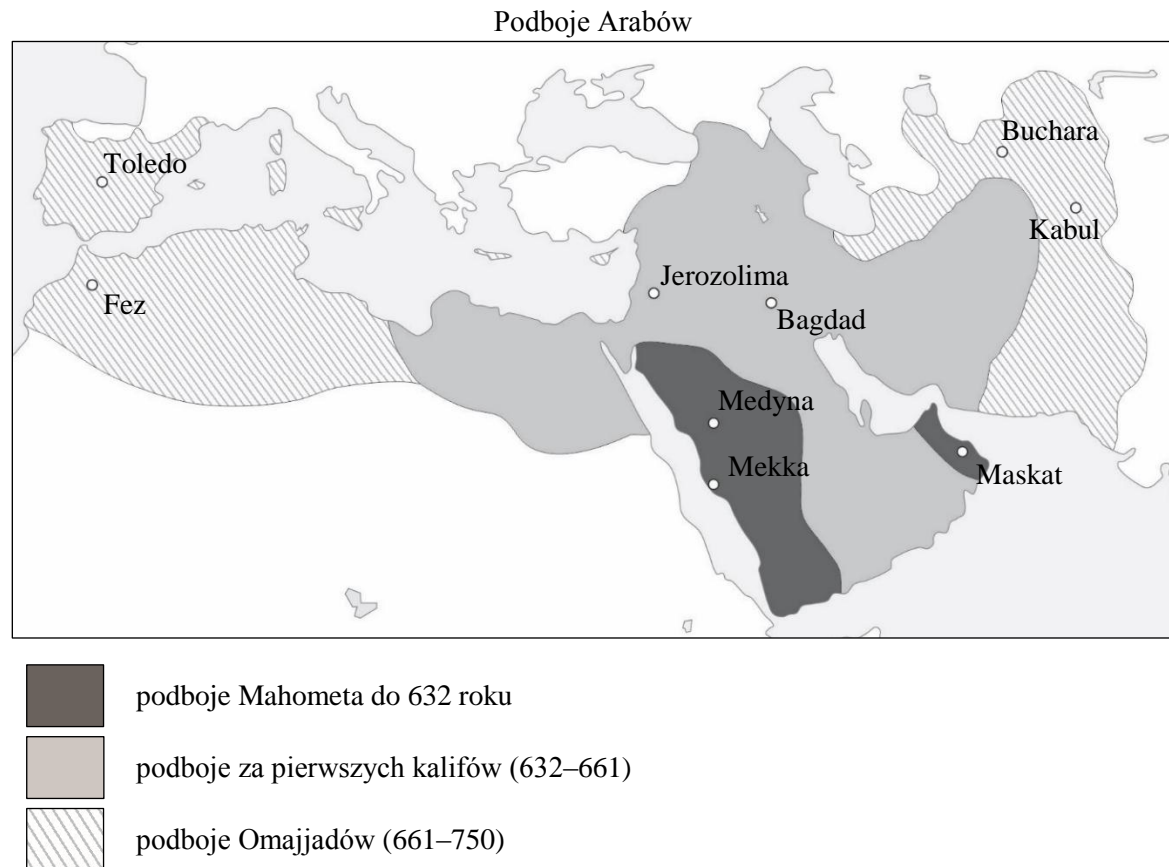 Podboje Arabów
Buchara
Toledo
Kabul
Jerozolima
Fez
Bagdad
Medyna
Mekka
Maskat
podboje Mahometa do 632 roku
podboje za pierwszych kalifów (632–661)
podboje Omajjadów (661–750)